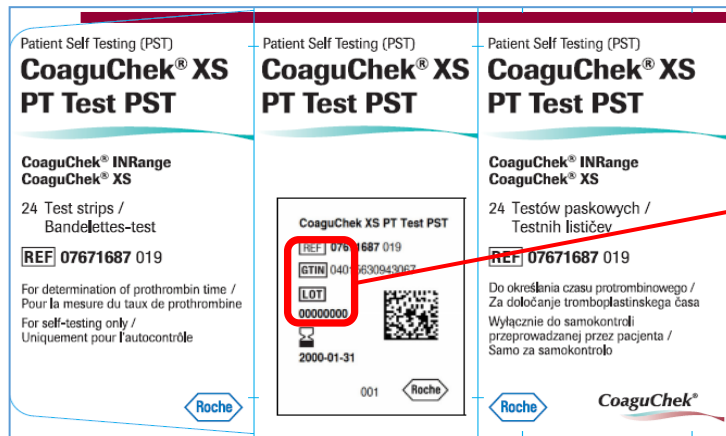 Patient Self Testing (PST)
CoaguChek® XS
PT Test PST
CoaguChek® INRange
CoaguChek® XS
24 Test strips /
Bandelettes-test
REF 07671687 019
For determination of prothrombin time /
Pour la mesure du taux de prothrombine
For self-testing only /
Uniquement pour l'autocontrôle
Roche
Patient Self Testing (PST)
CoaguChek® XS
PT Test PST
CoaguChek XS PT Test PST
REF 07671687 019
GTIN 04015630943067
LOT
00000000
2000-01-31
001
Roche
Patient Self Testing (PST)
CoaguChek® XS
PT Test PST
CoaguChek® INRange
CoaguChek® XS
24 Testów paskowych /
Testnih lističev
REF 07671687 019
Do określania czasu protrombinowego /
Za določanje tromboplastinskega časa
Wyłącznie do samokontroli
przeprowadzanej przez pacjenta /
Samo za samokontrolo
Roche
CoaguChek®